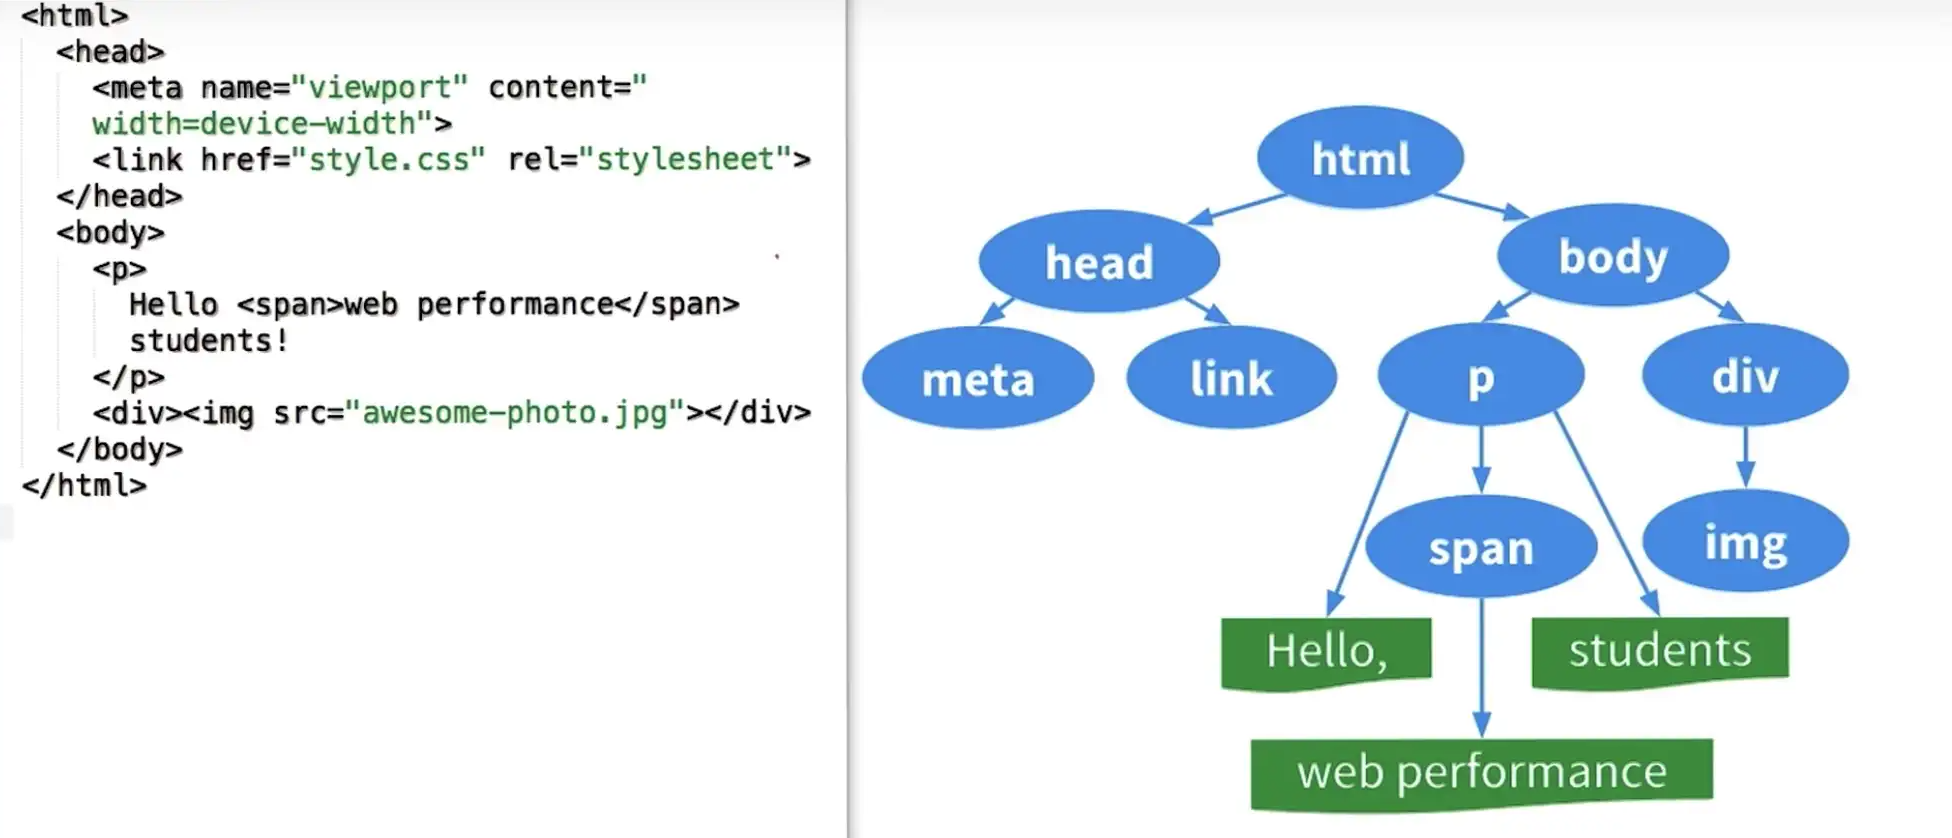 <html>
<head>
<meta name="viewport" content="
width=device-width">
<link href="style.css" rel="stylesheet">
</head>
<body>
<p>
Hello <span>web performance</span>
students!
</p>
<div><img src="awesome-photo.jpg"></div>
</body>
</html>
html
head
body
meta
link
p
div
span
img
Hello,
students
web performance